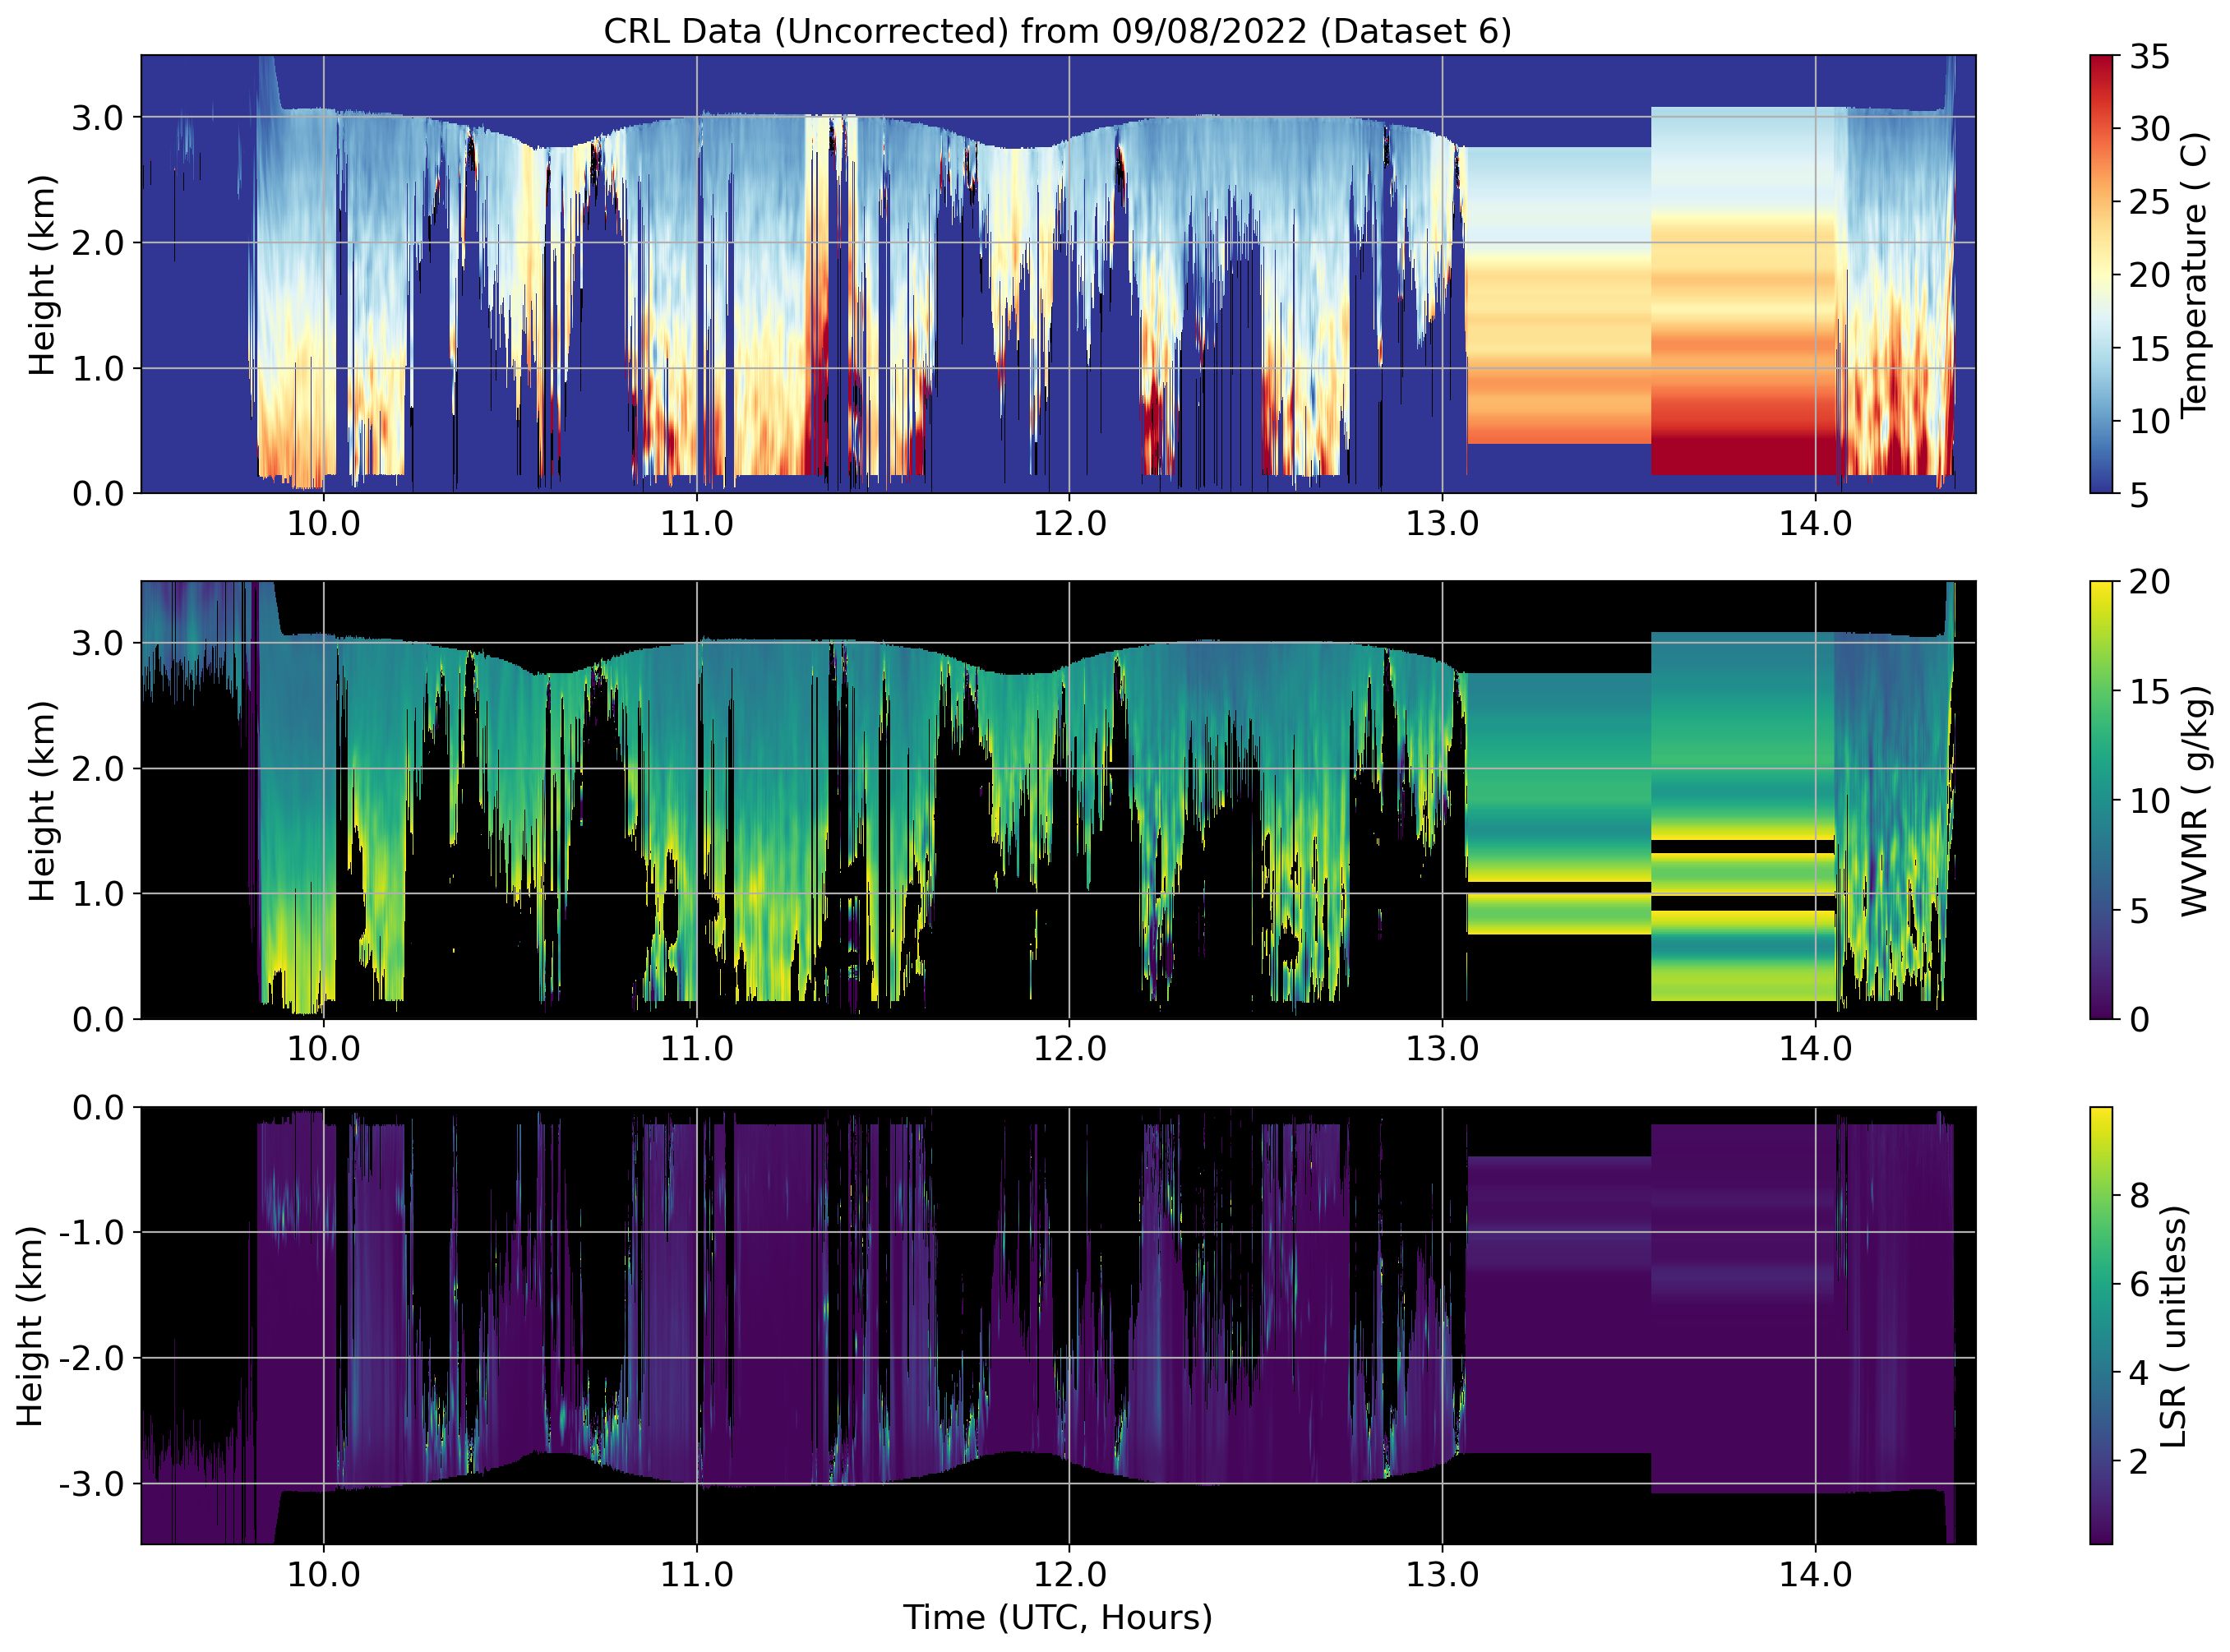 CRL Data (Uncorrected) from 09/08/2022 (Dataset 6)
3.0
2.0
1.0
0.0
Height (km)
10.0 11.0 12.0 13.0 14.0
35
30
25
20
15
10
5
Temperature ( C)
3.0
2.0
1.0
0.0
Height (km)
10.0 11.0 12.0 13.0 14.0
20
15
10
5
0
WVMR ( g/kg)
0.0
-1.0
-2.0
-3.0
Height (km)
10.0 11.0 12.0 13.0 14.0
Time (UTC, Hours)
8
6
4
2
LSR ( unitless)